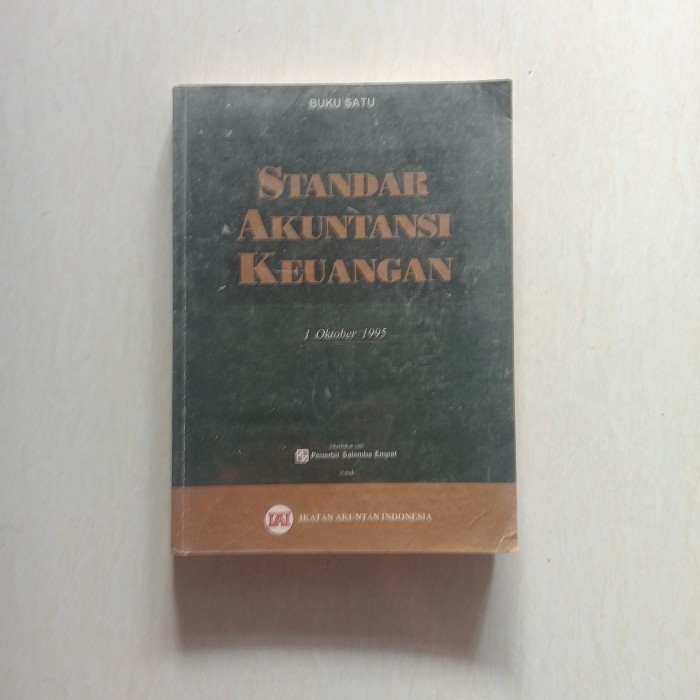 BUKU SATU
STANDAR
AKUNTANSI
KEUANGAN
1 Oktober 1995
Penerbit Salemba Empat
IAI IKATAN AKUNTAN INDONESIA